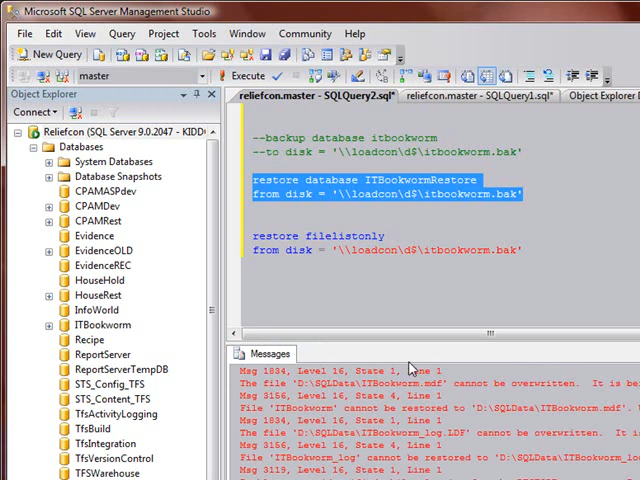 Microsoft SQL Server Management Studio
File Edit View Query Project Tools Window Community Help
New Query
master Execute
Object Explorer
reliefcon.master - SQLQuery2.sql* reliefcon.master - SQLQuery1.sql* Object Explorer D
Connect
Reliefcon (SQL Server 9.0.2047 - KIDD
Databases
System Databases
Database Snapshots
CPAMASPdev
CPAMDev
CPAMRest
Evidence
EvidenceOLD
EvidenceREC
HouseHold
HouseRest
InfoWorld
ITBookworm
Recipe
ReportServer
ReportServerTempDB
STS_Config_TFS
STS_Content_TFS
TfsActivityLogging
TfsBuild
TfsIntegration
TfsVersionControl
TFSWarehouse
--backup database itbookworm
--to disk = '\\loadcon\d$\itbookworm.bak'
restore database ITBookwormRestore
from disk = '\\loadcon\d$\itbookworm.bak'
restore filelistonly
from disk = '\\loadcon\d$\itbookworm.bak'
Messages
Msg 1834, Level 16, State 1, Line 1
The file 'D:\SQLData\ITBookworm.mdf' cannot be overwritten.  It is bei
Msg 3156, Level 16, State 4, Line 1
File 'ITBookworm' cannot be restored to 'D:\SQLData\ITBookworm.mdf'.
Msg 1834, Level 16, State 1, Line 1
The file 'D:\SQLData\ITBookworm_log.LDF' cannot be overwritten.  It
Msg 3156, Level 16, State 4, Line 1
File 'ITBookworm_log' cannot be restored to 'D:\SQLData\ITBookworm_lo
Msg 3119, Level 16, State 1, Line 1